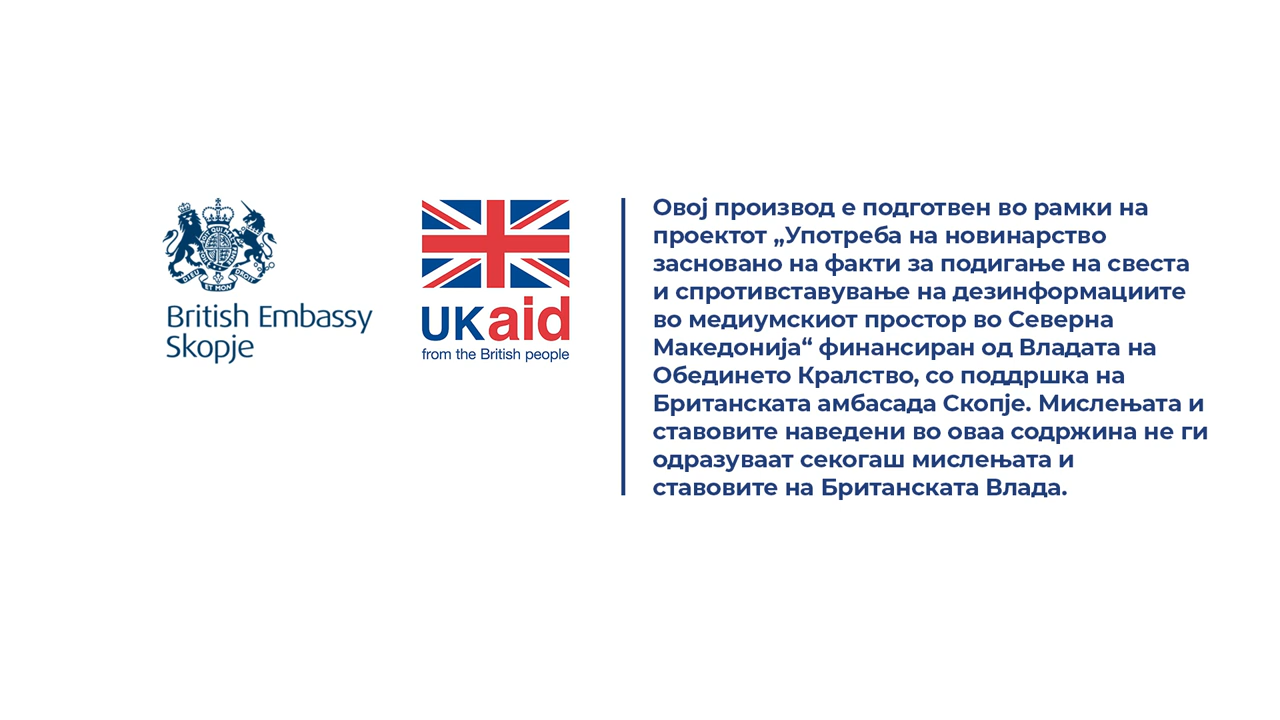 British Embassy
Skopje
UKaid
from the British people
Овој производ е подготвен во рамки на
проектот „Употреба на новинарство
засновано на факти за подигање на свеста
и спротивставување на дезинформациите
во медиумскиот простор во Северна
Македонија“ финансиран од Владата на
Обединето Кралство, со поддршка на
Британската амбасада Скопје. Мислењата и
ставовите наведени во оваа содржина не ги
одразуваат секогаш мислењата и
ставовите на Британската Влада.